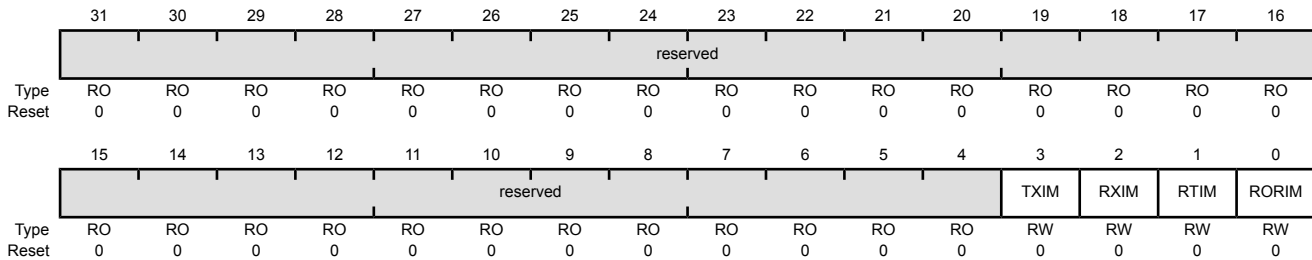 31 30 29 28 27 26 25 24 23 22 21 20 19 18 17 16
reserved
Type RO RO RO RO RO RO RO RO RO RO RO RO RO RO RO RO
Reset 0 0 0 0 0 0 0 0 0 0 0 0 0 0 0 0
15 14 13 12 11 10 9 8 7 6 5 4 3 2 1 0
reserved TXIM RXIM RTIM RORIM
Type RO RO RO RO RO RO RO RO RO RO RO RO RW RW RW RW
Reset 0 0 0 0 0 0 0 0 0 0 0 0 0 0 0 0